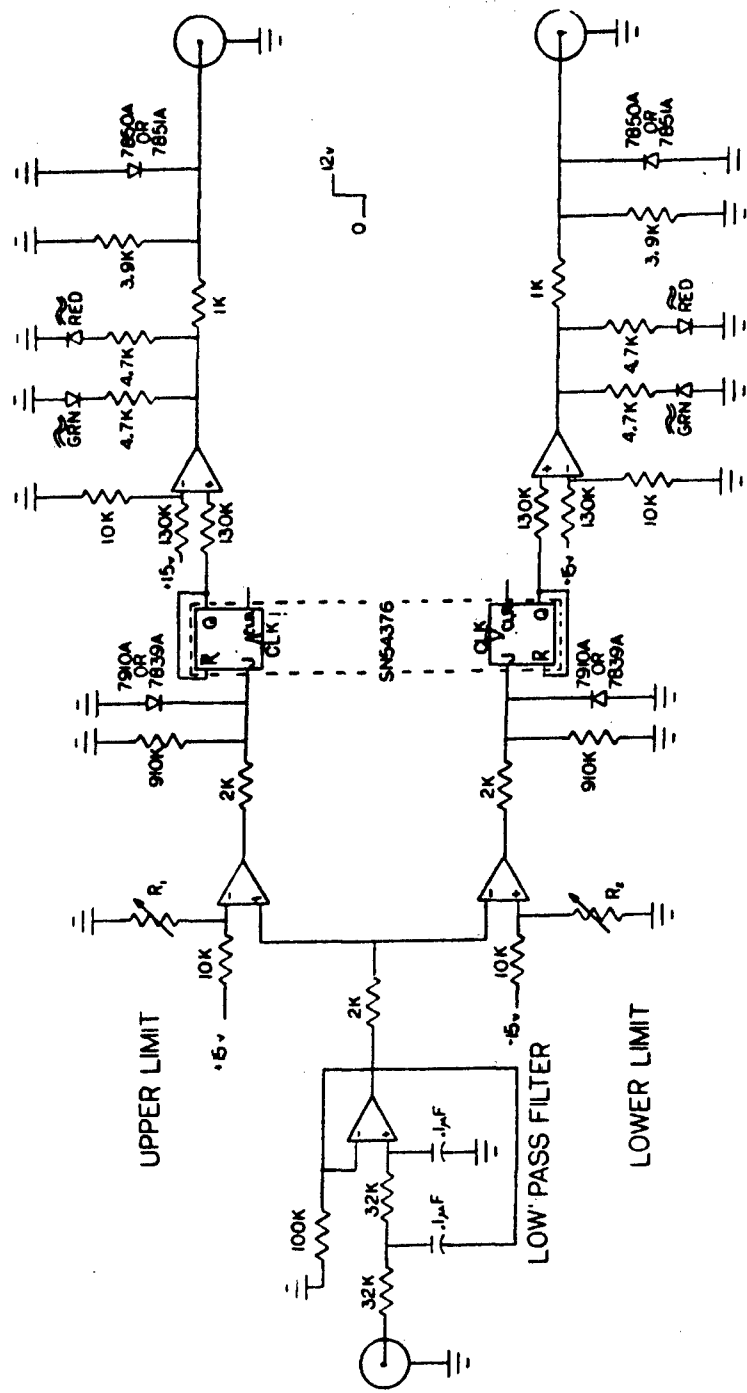 UPPER LIMIT
+15v
10K
R₁
2K
910K
7910A
OR
7839A
J
K
Q
CLR
CLK
+15v
130K
130K
10K
-
+
4.7K
GRN
4.7K
RED
1K
3.9K
7850A
OR
7851A
0
12v
SN54376
100K
32K
32K
.1µF
.1µF
-
+
2K
LOW PASS FILTER
LOWER LIMIT
-15v
10K
-
+
R₂
2K
910K
7910A
OR
7839A
CLK
J
CLR
Q
130K
130K
+15v
+
-
10K
4.7K
GRN
4.7K
RED
1K
3.9K
7850A
OR
7851A